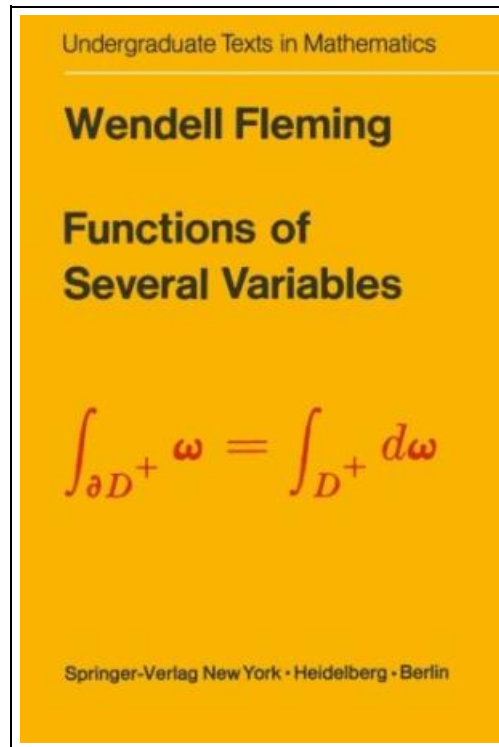 Undergraduate Texts in Mathematics
Wendell Fleming
Functions of
Several Variables
∫∂D⁺ ω = ∫D⁺ dω
Springer-Verlag New York • Heidelberg • Berlin